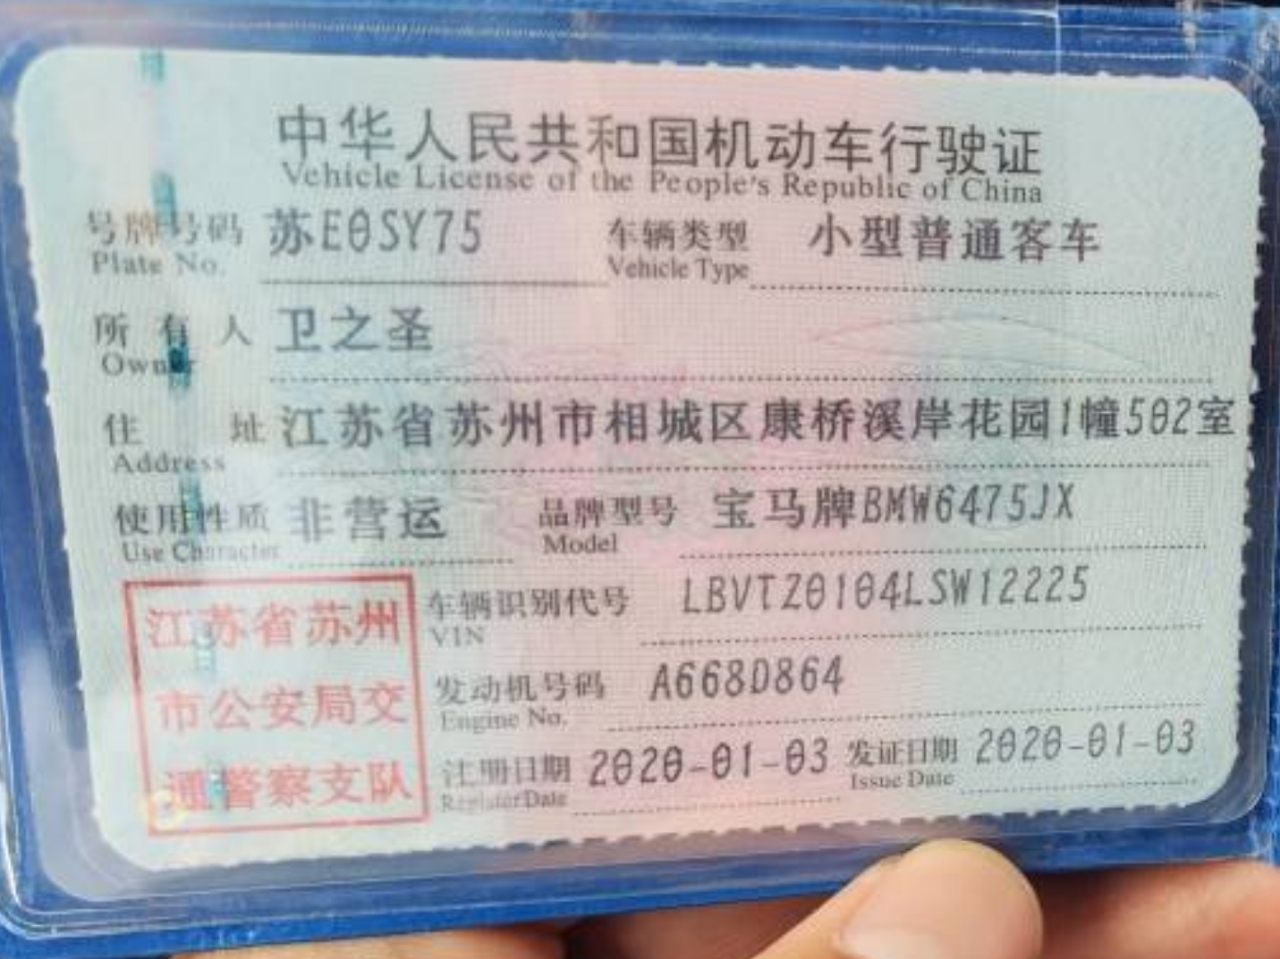 中华人民共和国机动车行驶证
Vehicle License of the People's Republic of China
号牌号码 苏E0SY75 车辆类型 小型普通客车
Plate No. Vehicle Type
所有人 卫之圣
Owner
住址 江苏省苏州市相城区康桥溪岸花园1幢502室
Address
使用性质 非营运 品牌型号 宝马牌BMW6475JX
Use Character Model
江苏省苏州
市公安局交
通警察支队
车辆识别代号 LBVTZ0104LSW12225
VIN
发动机号码 A668D864
Engine No.
注册日期 2020-01-03 发证日期 2020-01-03
Register Date Issue Date